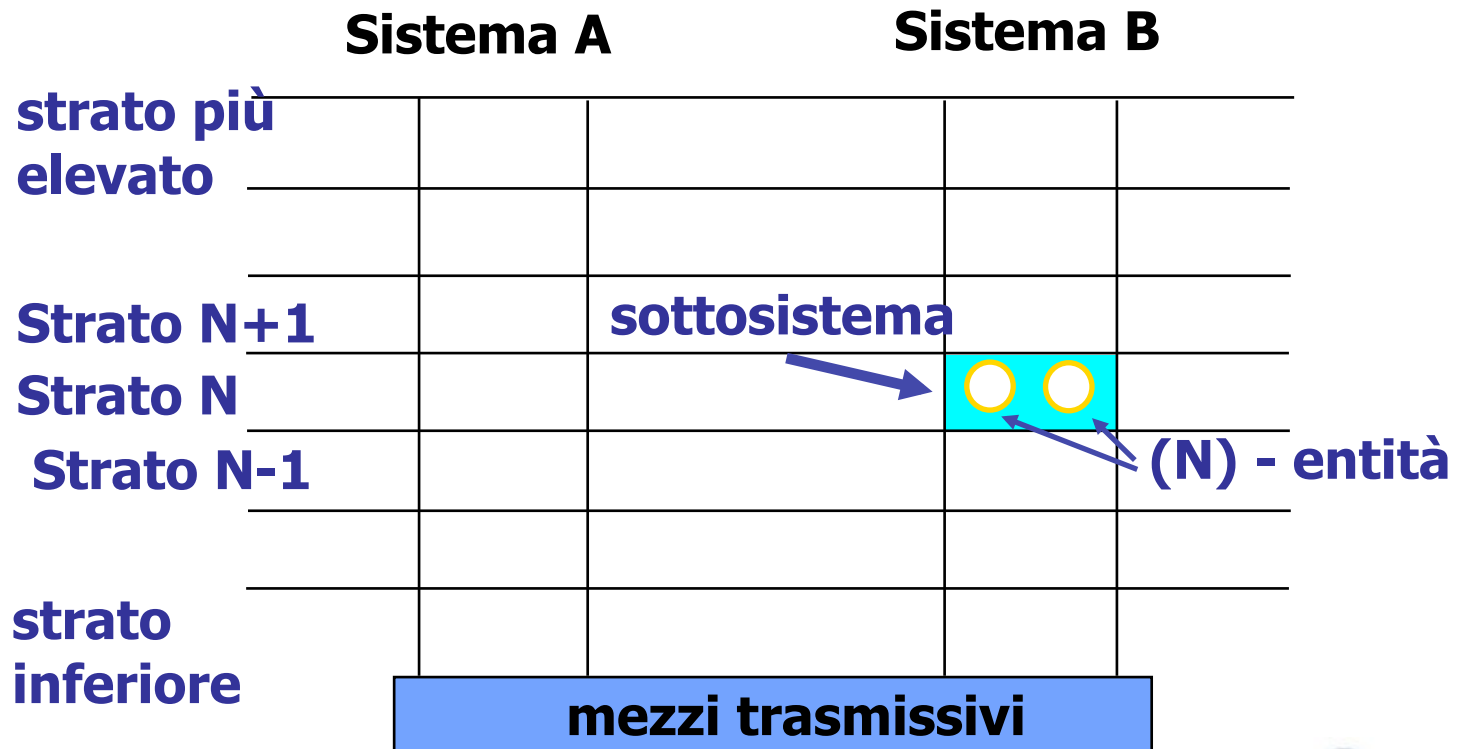 Sistema A
Sistema B
strato più
elevato
Strato N+1
sottosistema
Strato N
Strato N-1
(N) - entità
strato
inferiore
mezzi trasmissivi